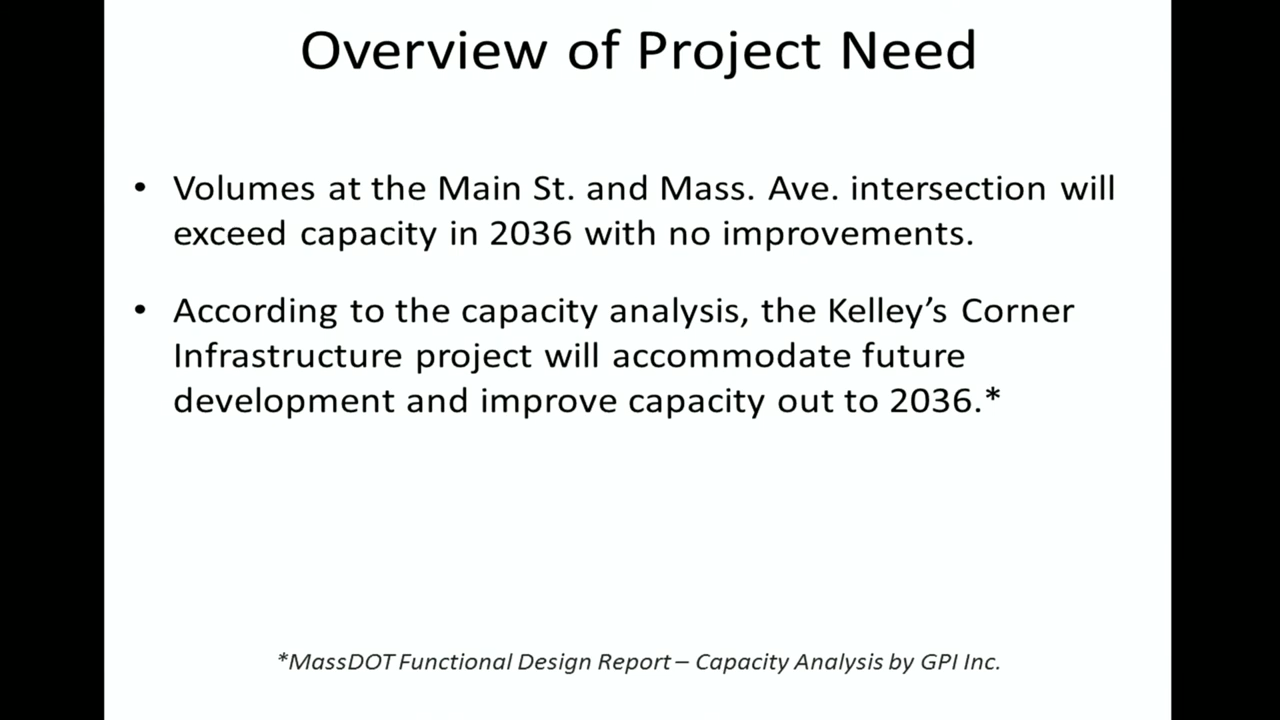 Overview of Project Need
• Volumes at the Main St. and Mass. Ave. intersection will
exceed capacity in 2036 with no improvements.
• According to the capacity analysis, the Kelley’s Corner
Infrastructure project will accommodate future
development and improve capacity out to 2036.*
*MassDOT Functional Design Report – Capacity Analysis by GPI Inc.